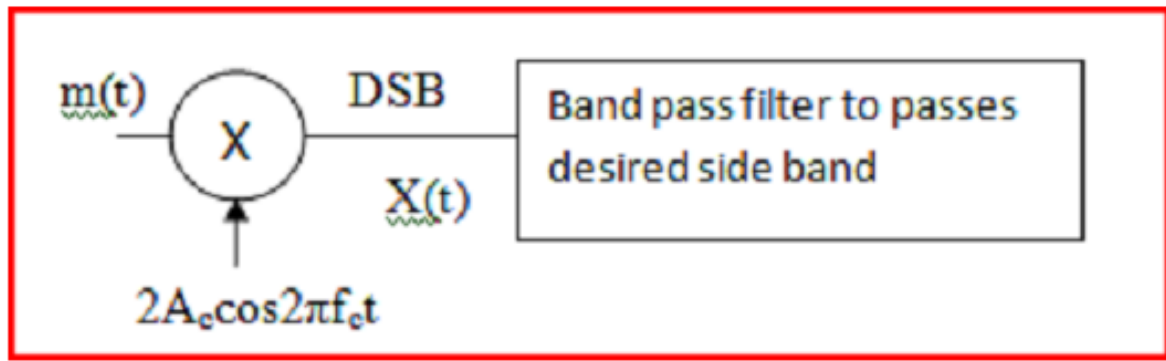 m(t)
DSB
X
X(t)
2Accos2πfct
Band pass filter to passes
desired side band